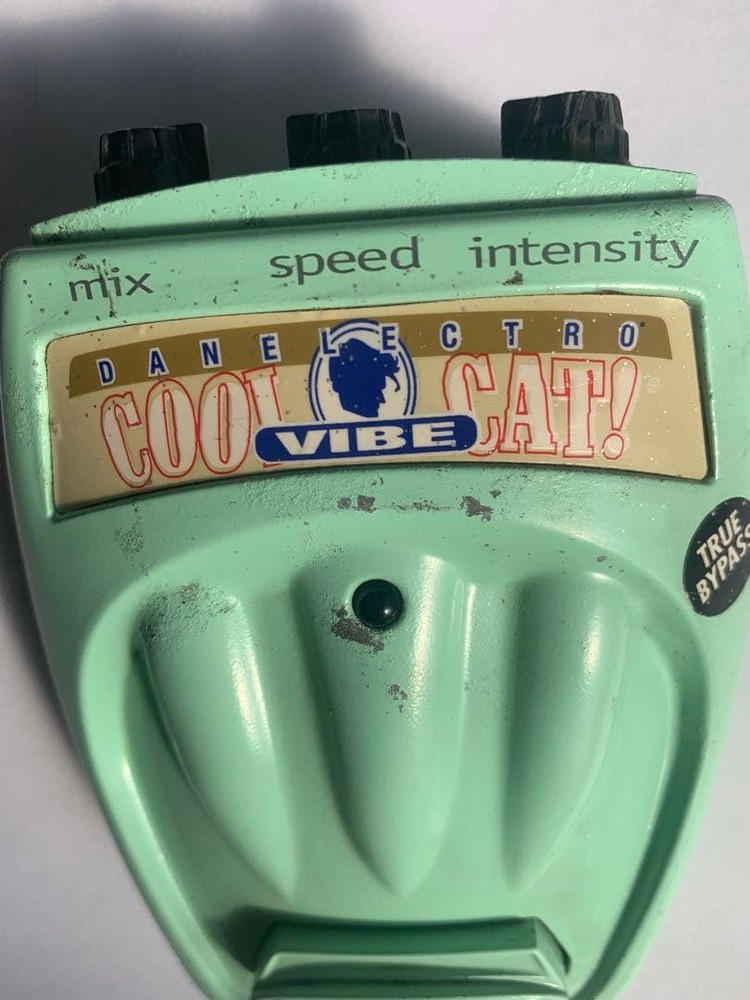 mix speed intensity
DANELECTRO
COOL CAT!
VIBE
TRUE
BYPASS